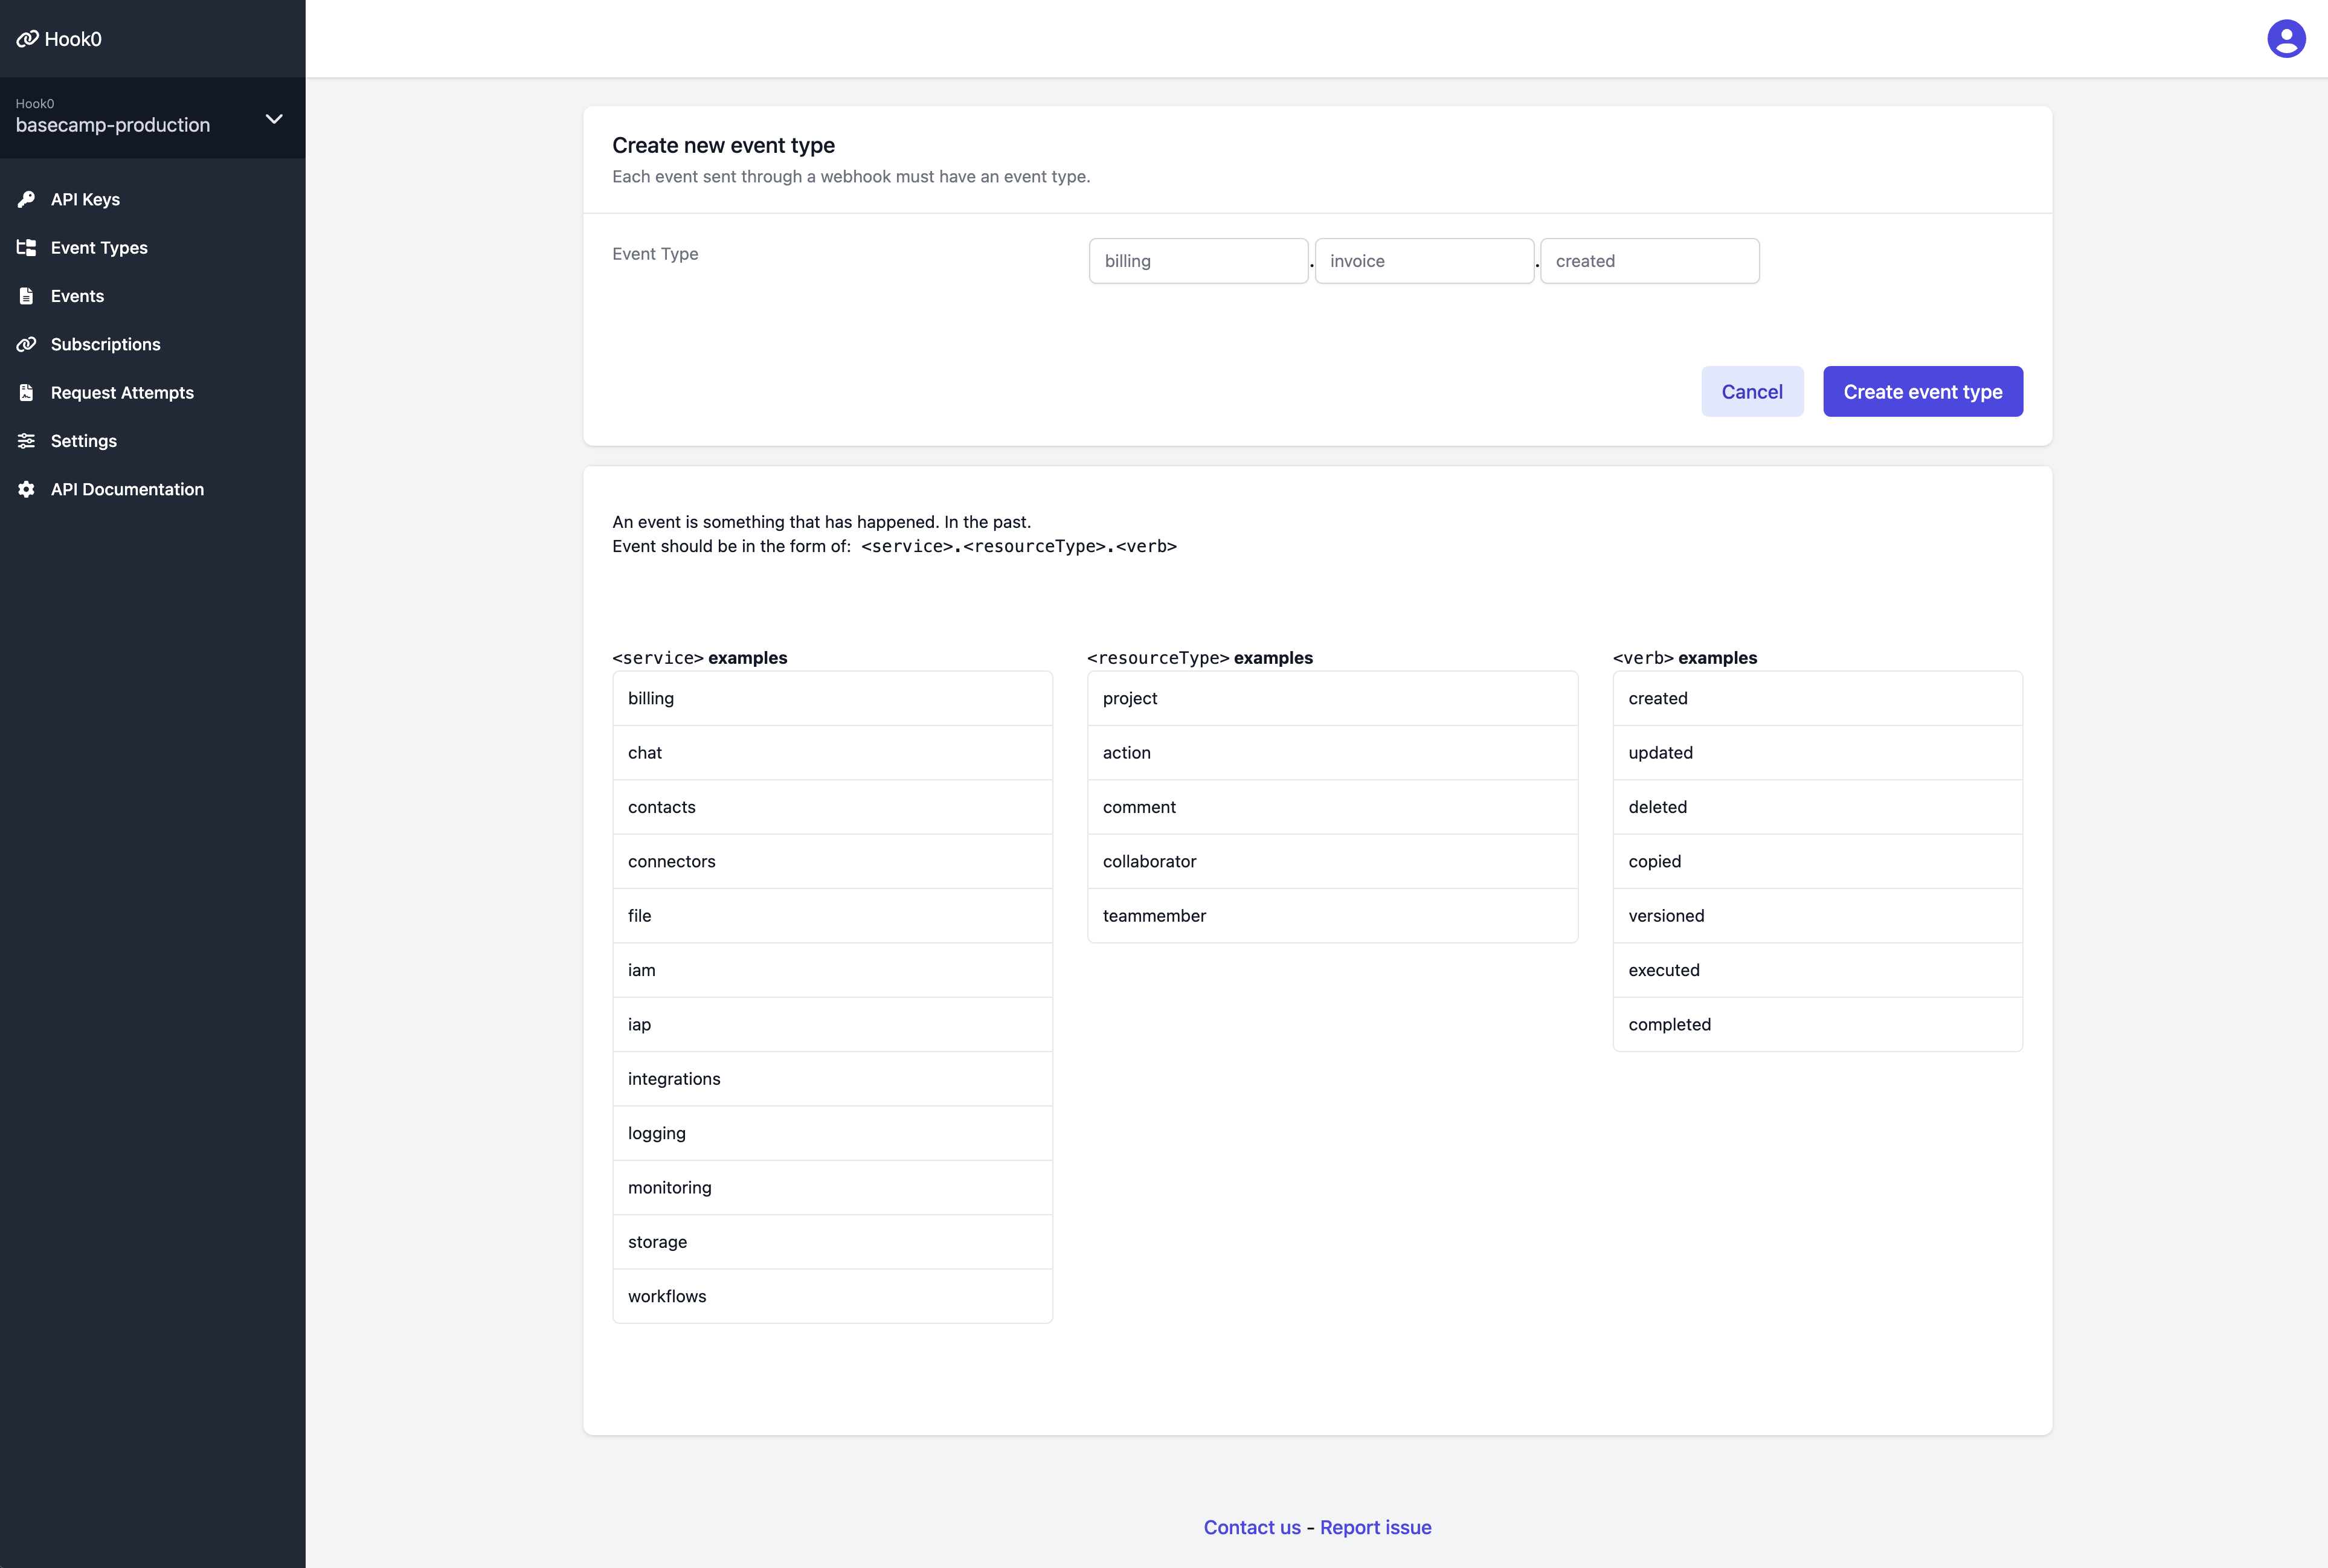 Hook0
Hook0
basecamp-production
API Keys
Event Types
Events
Subscriptions
Request Attempts
Settings
API Documentation
Create new event type
Each event sent through a webhook must have an event type.
Event Type
billing . invoice . created
Cancel
Create event type
An event is something that has happened. In the past.
Event should be in the form of: <service>.<resourceType>.<verb>
<service> examples
billing
chat
contacts
connectors
file
iam
iap
integrations
logging
monitoring
storage
workflows
<resourceType> examples
project
action
comment
collaborator
teammember
<verb> examples
created
updated
deleted
copied
versioned
executed
completed
Contact us - Report issue